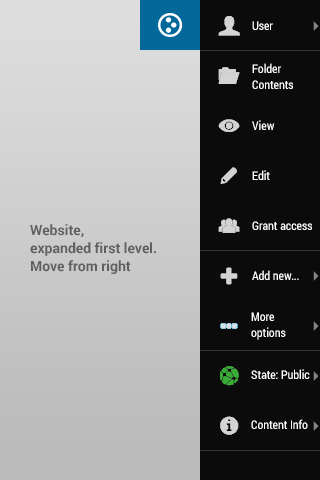 User
Folder
Contents
View
Edit
Grant access
Website,
expanded first level.
Move from right
Add new...
More
options
State: Public
Content Info